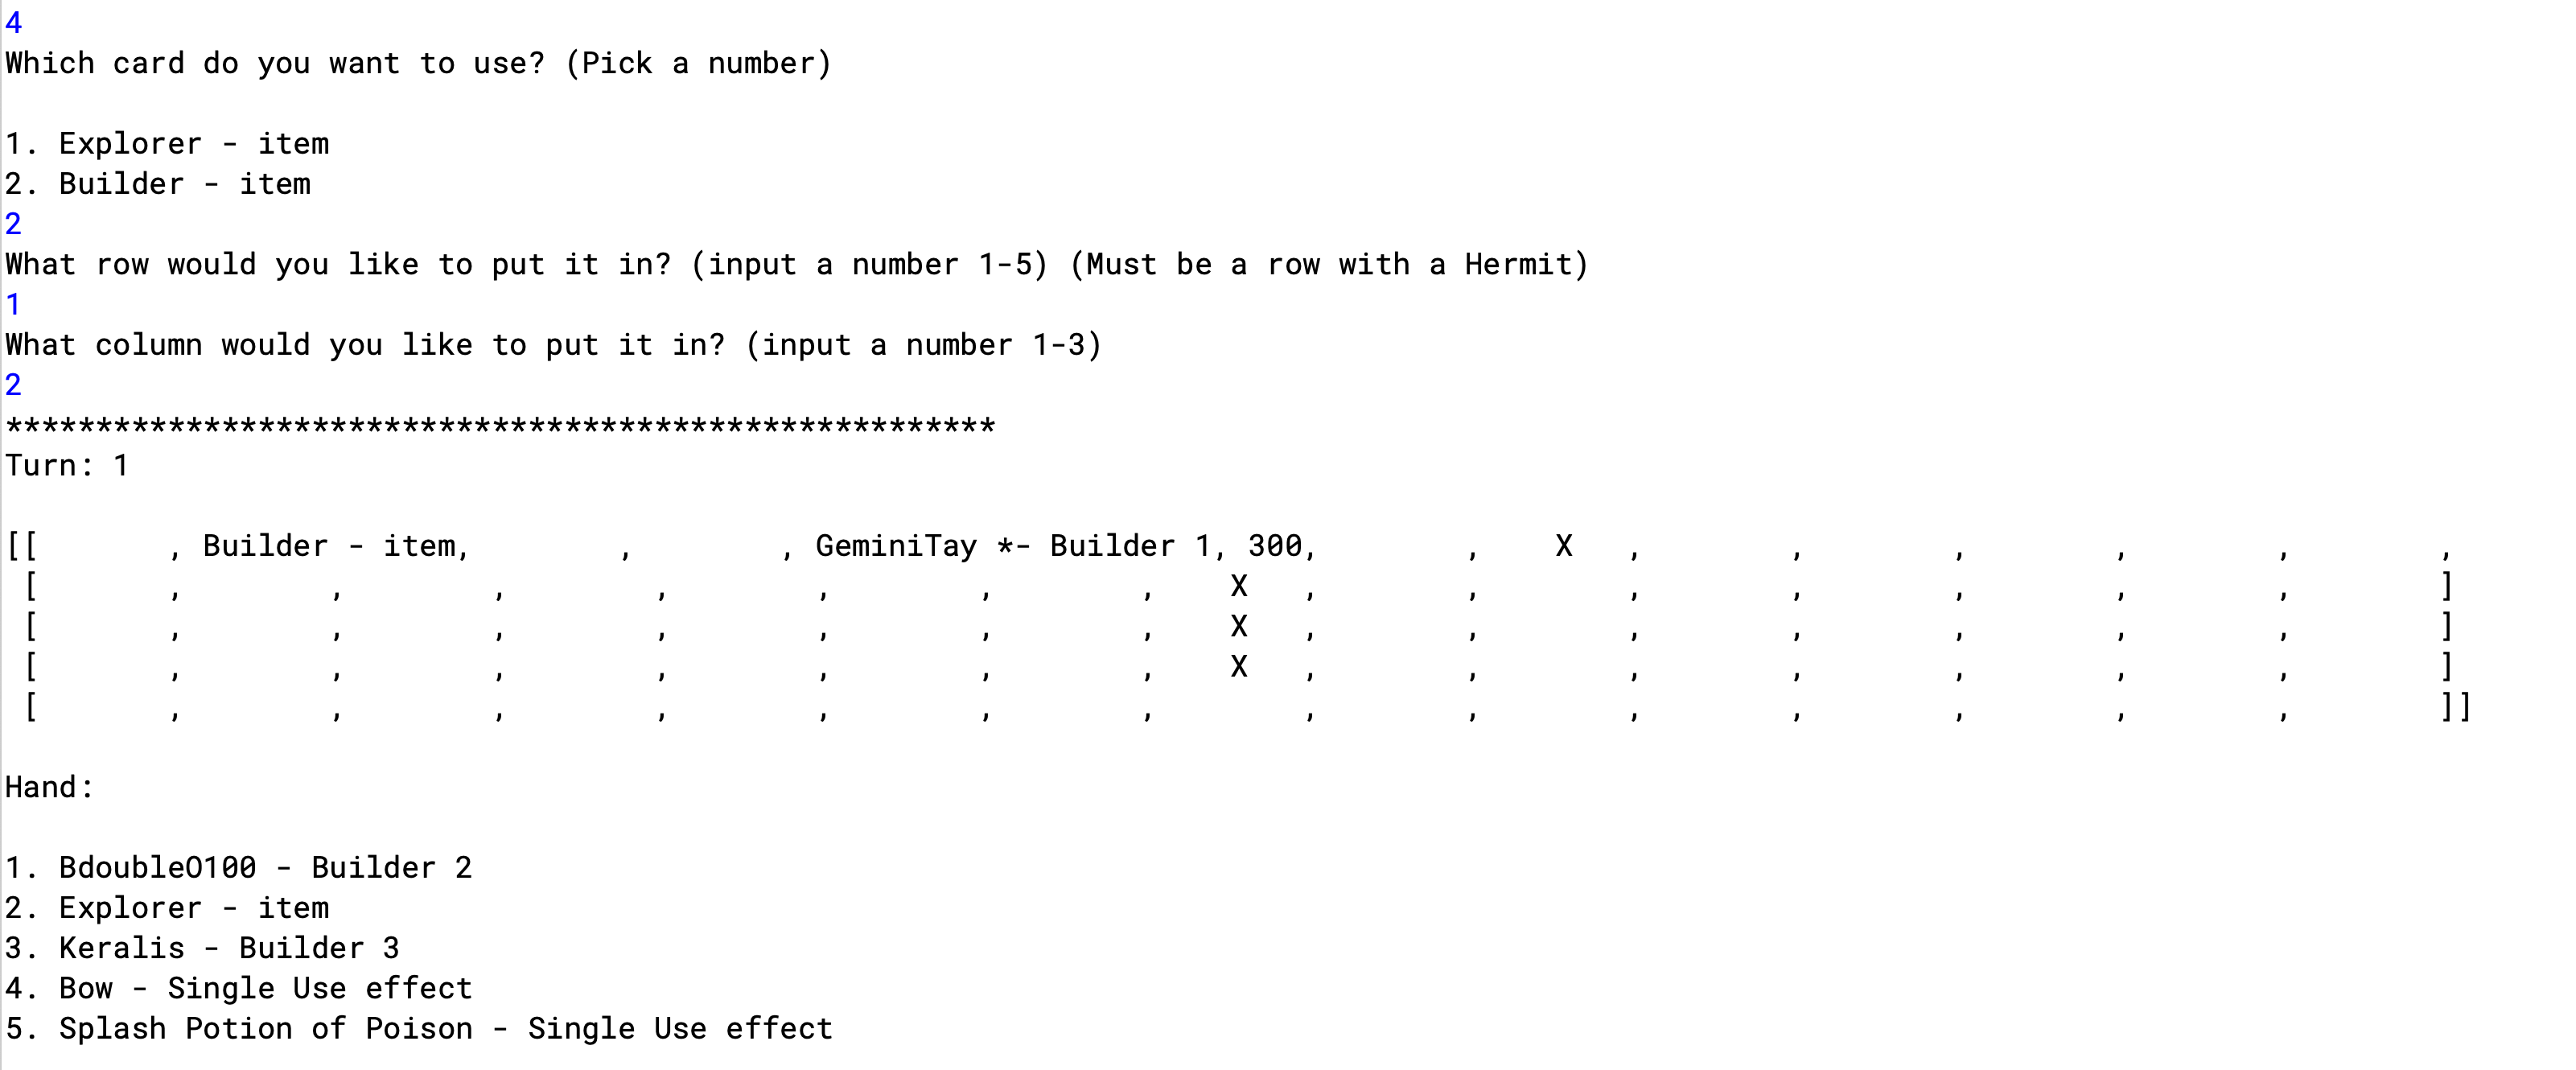 4
Which card do you want to use? (Pick a number)
1. Explorer - item
2. Builder - item
2
What row would you like to put it in? (input a number 1-5) (Must be a row with a Hermit)
1
What column would you like to put it in? (input a number 1-3)
2
*******************************************************
Turn: 1
[[       , Builder - item,        ,        , GeminiTay *- Builder 1, 300,        ,    X   ,        ,        ,        ,        ,        ,
 [       ,        ,        ,        ,        ,        ,        ,    X   ,        ,        ,        ,        ,        ,        ,       ]
 [       ,        ,        ,        ,        ,        ,        ,    X   ,        ,        ,        ,        ,        ,        ,       ]
 [       ,        ,        ,        ,        ,        ,        ,    X   ,        ,        ,        ,        ,        ,        ,       ]
 [       ,        ,        ,        ,        ,        ,        ,        ,        ,        ,        ,        ,        ,        ,       ]]
Hand:
1. BdoubleO100 - Builder 2
2. Explorer - item
3. Keralis - Builder 3
4. Bow - Single Use effect
5. Splash Potion of Poison - Single Use effect